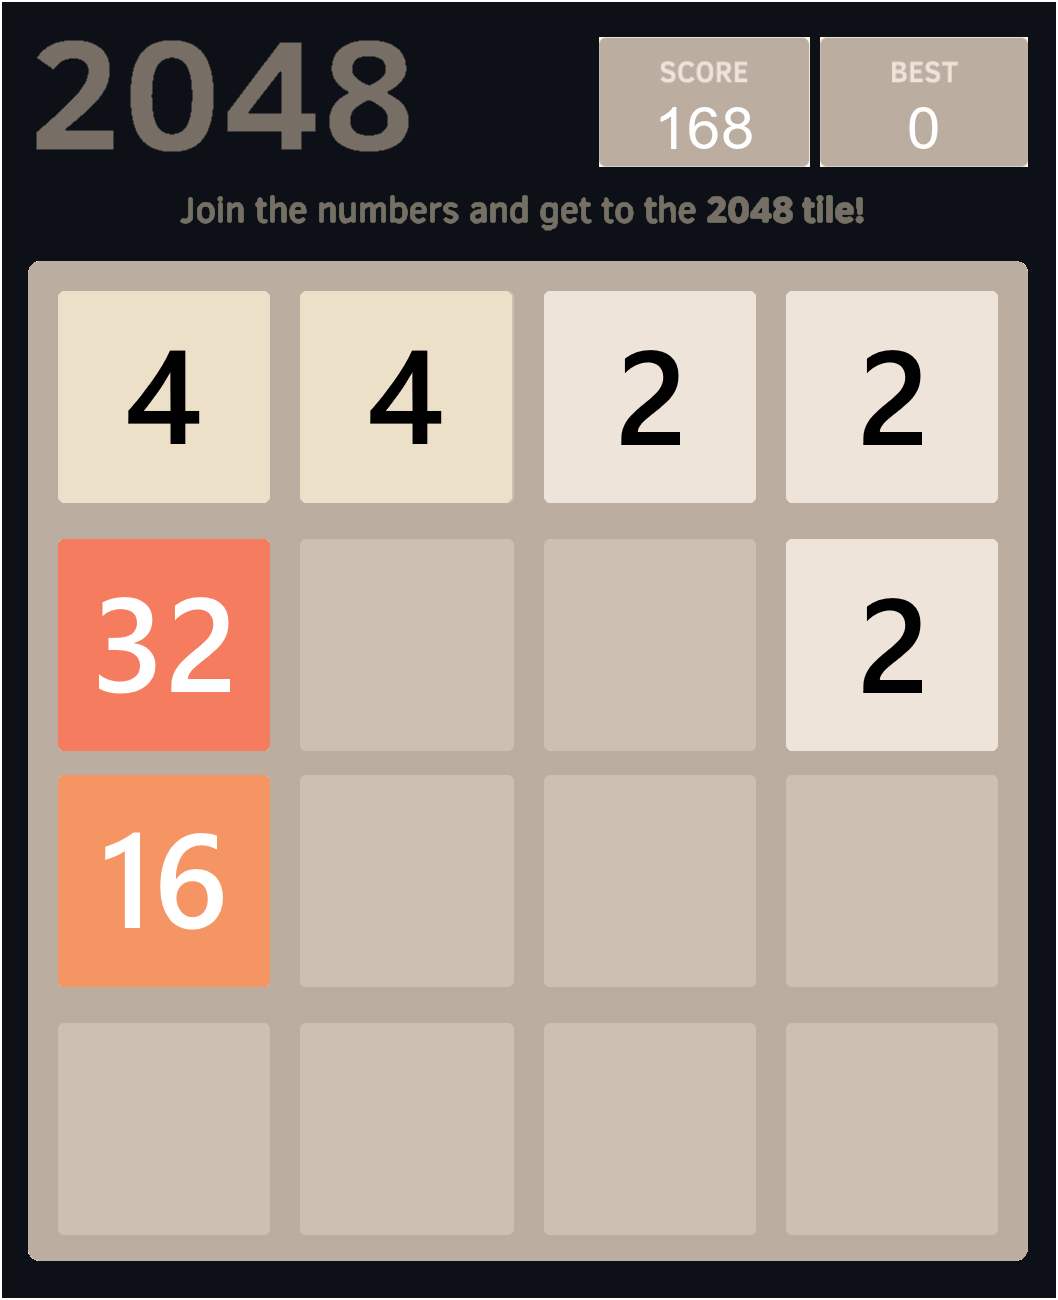 2048
SCORE BEST
168 0
Join the numbers and get to the 2048 tile!
4 4 2 2
32 2
16